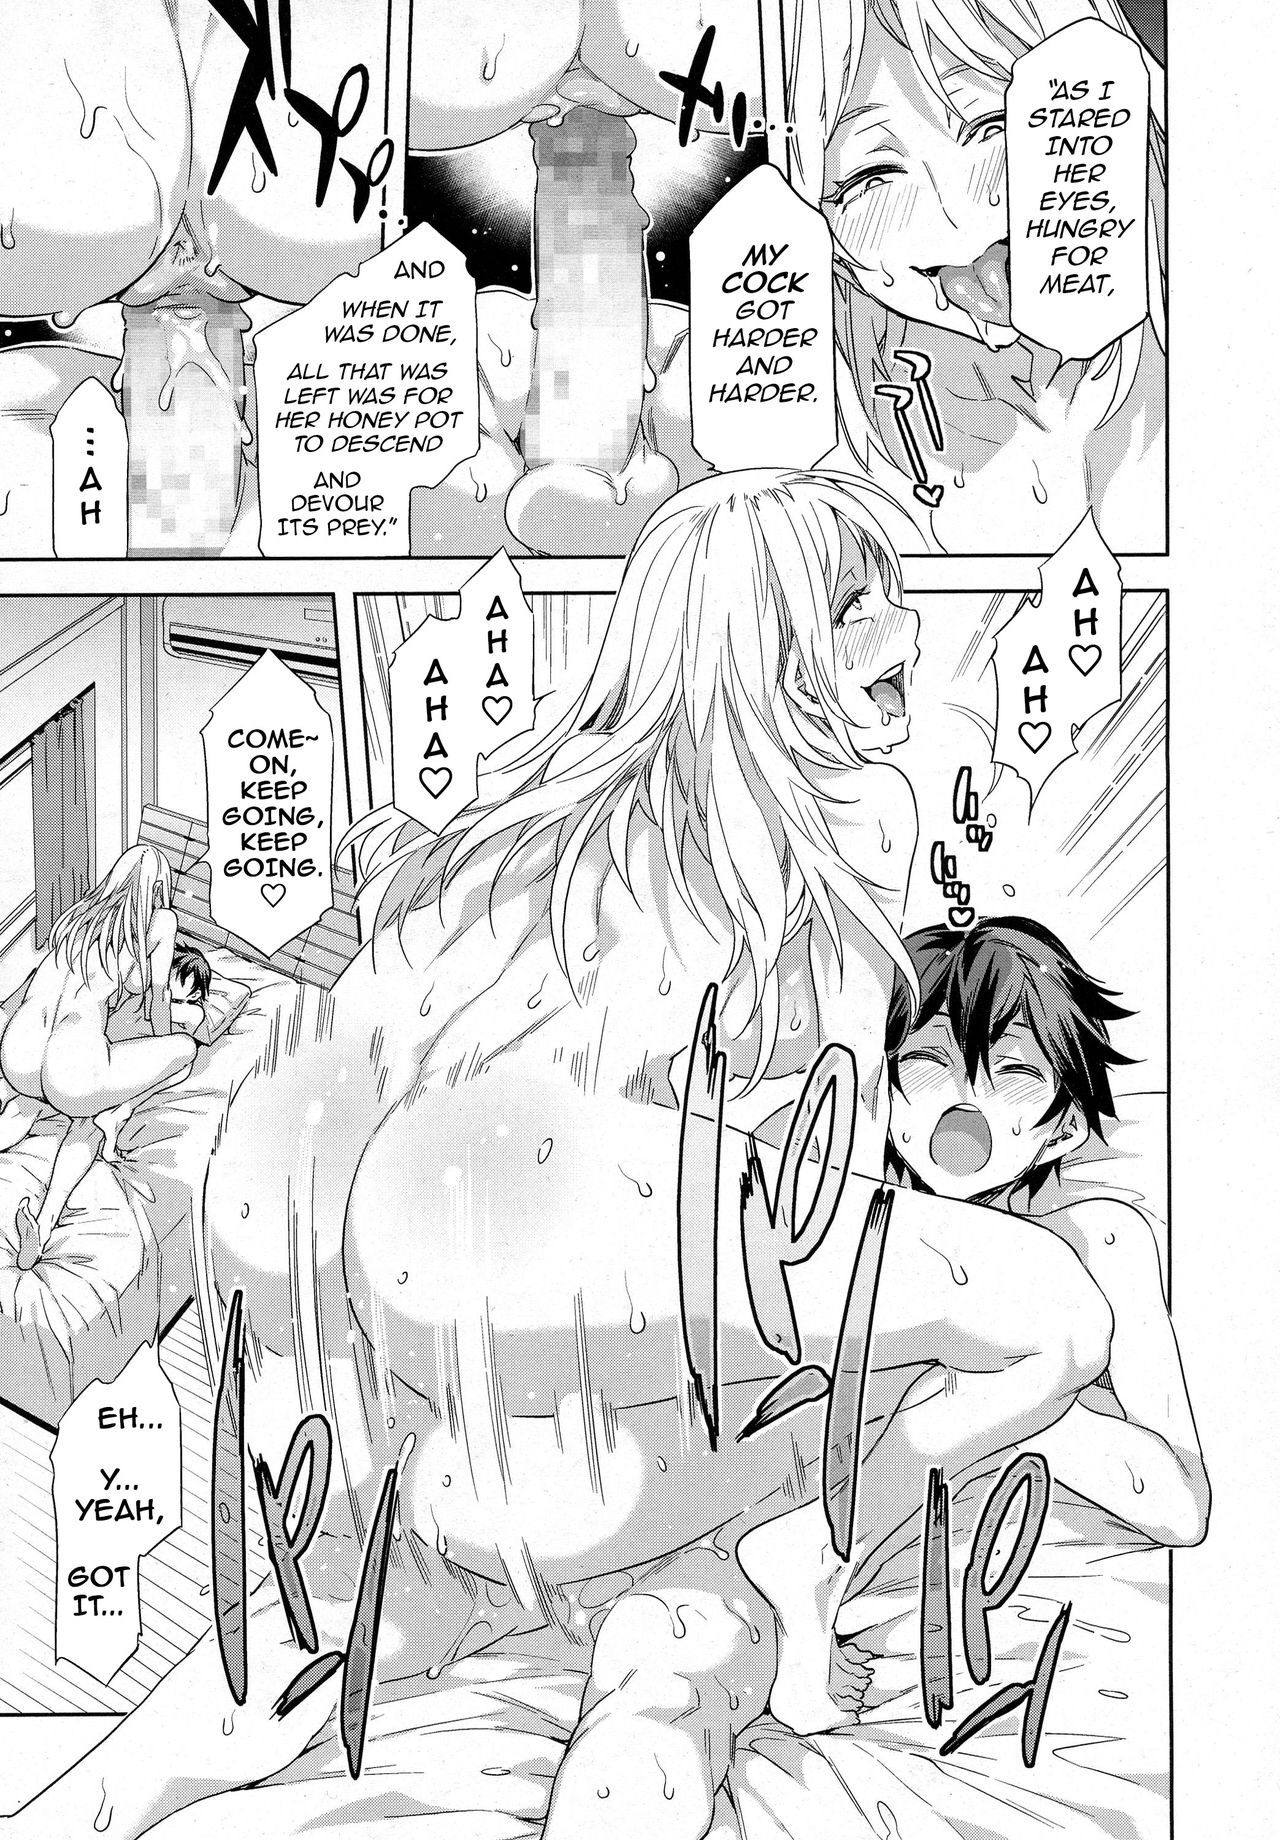 "AS I
STARED
INTO
HER
EYES,
HUNGRY
FOR
MEAT,
MY
COCK
GOT
HARDER
AND
HARDER.
AND
WHEN IT
WAS DONE,
ALL THAT WAS
LEFT WAS FOR
HER HONEY POT
TO DESCEND
AND
DEVOUR
ITS PREY."
...AH
AH♡
AH♡
AHA♡
AHA♡
COME~
ON,
KEEP
GOING,
KEEP
GOING.
♡
EH...
Y...
YEAH,
GOT
IT...